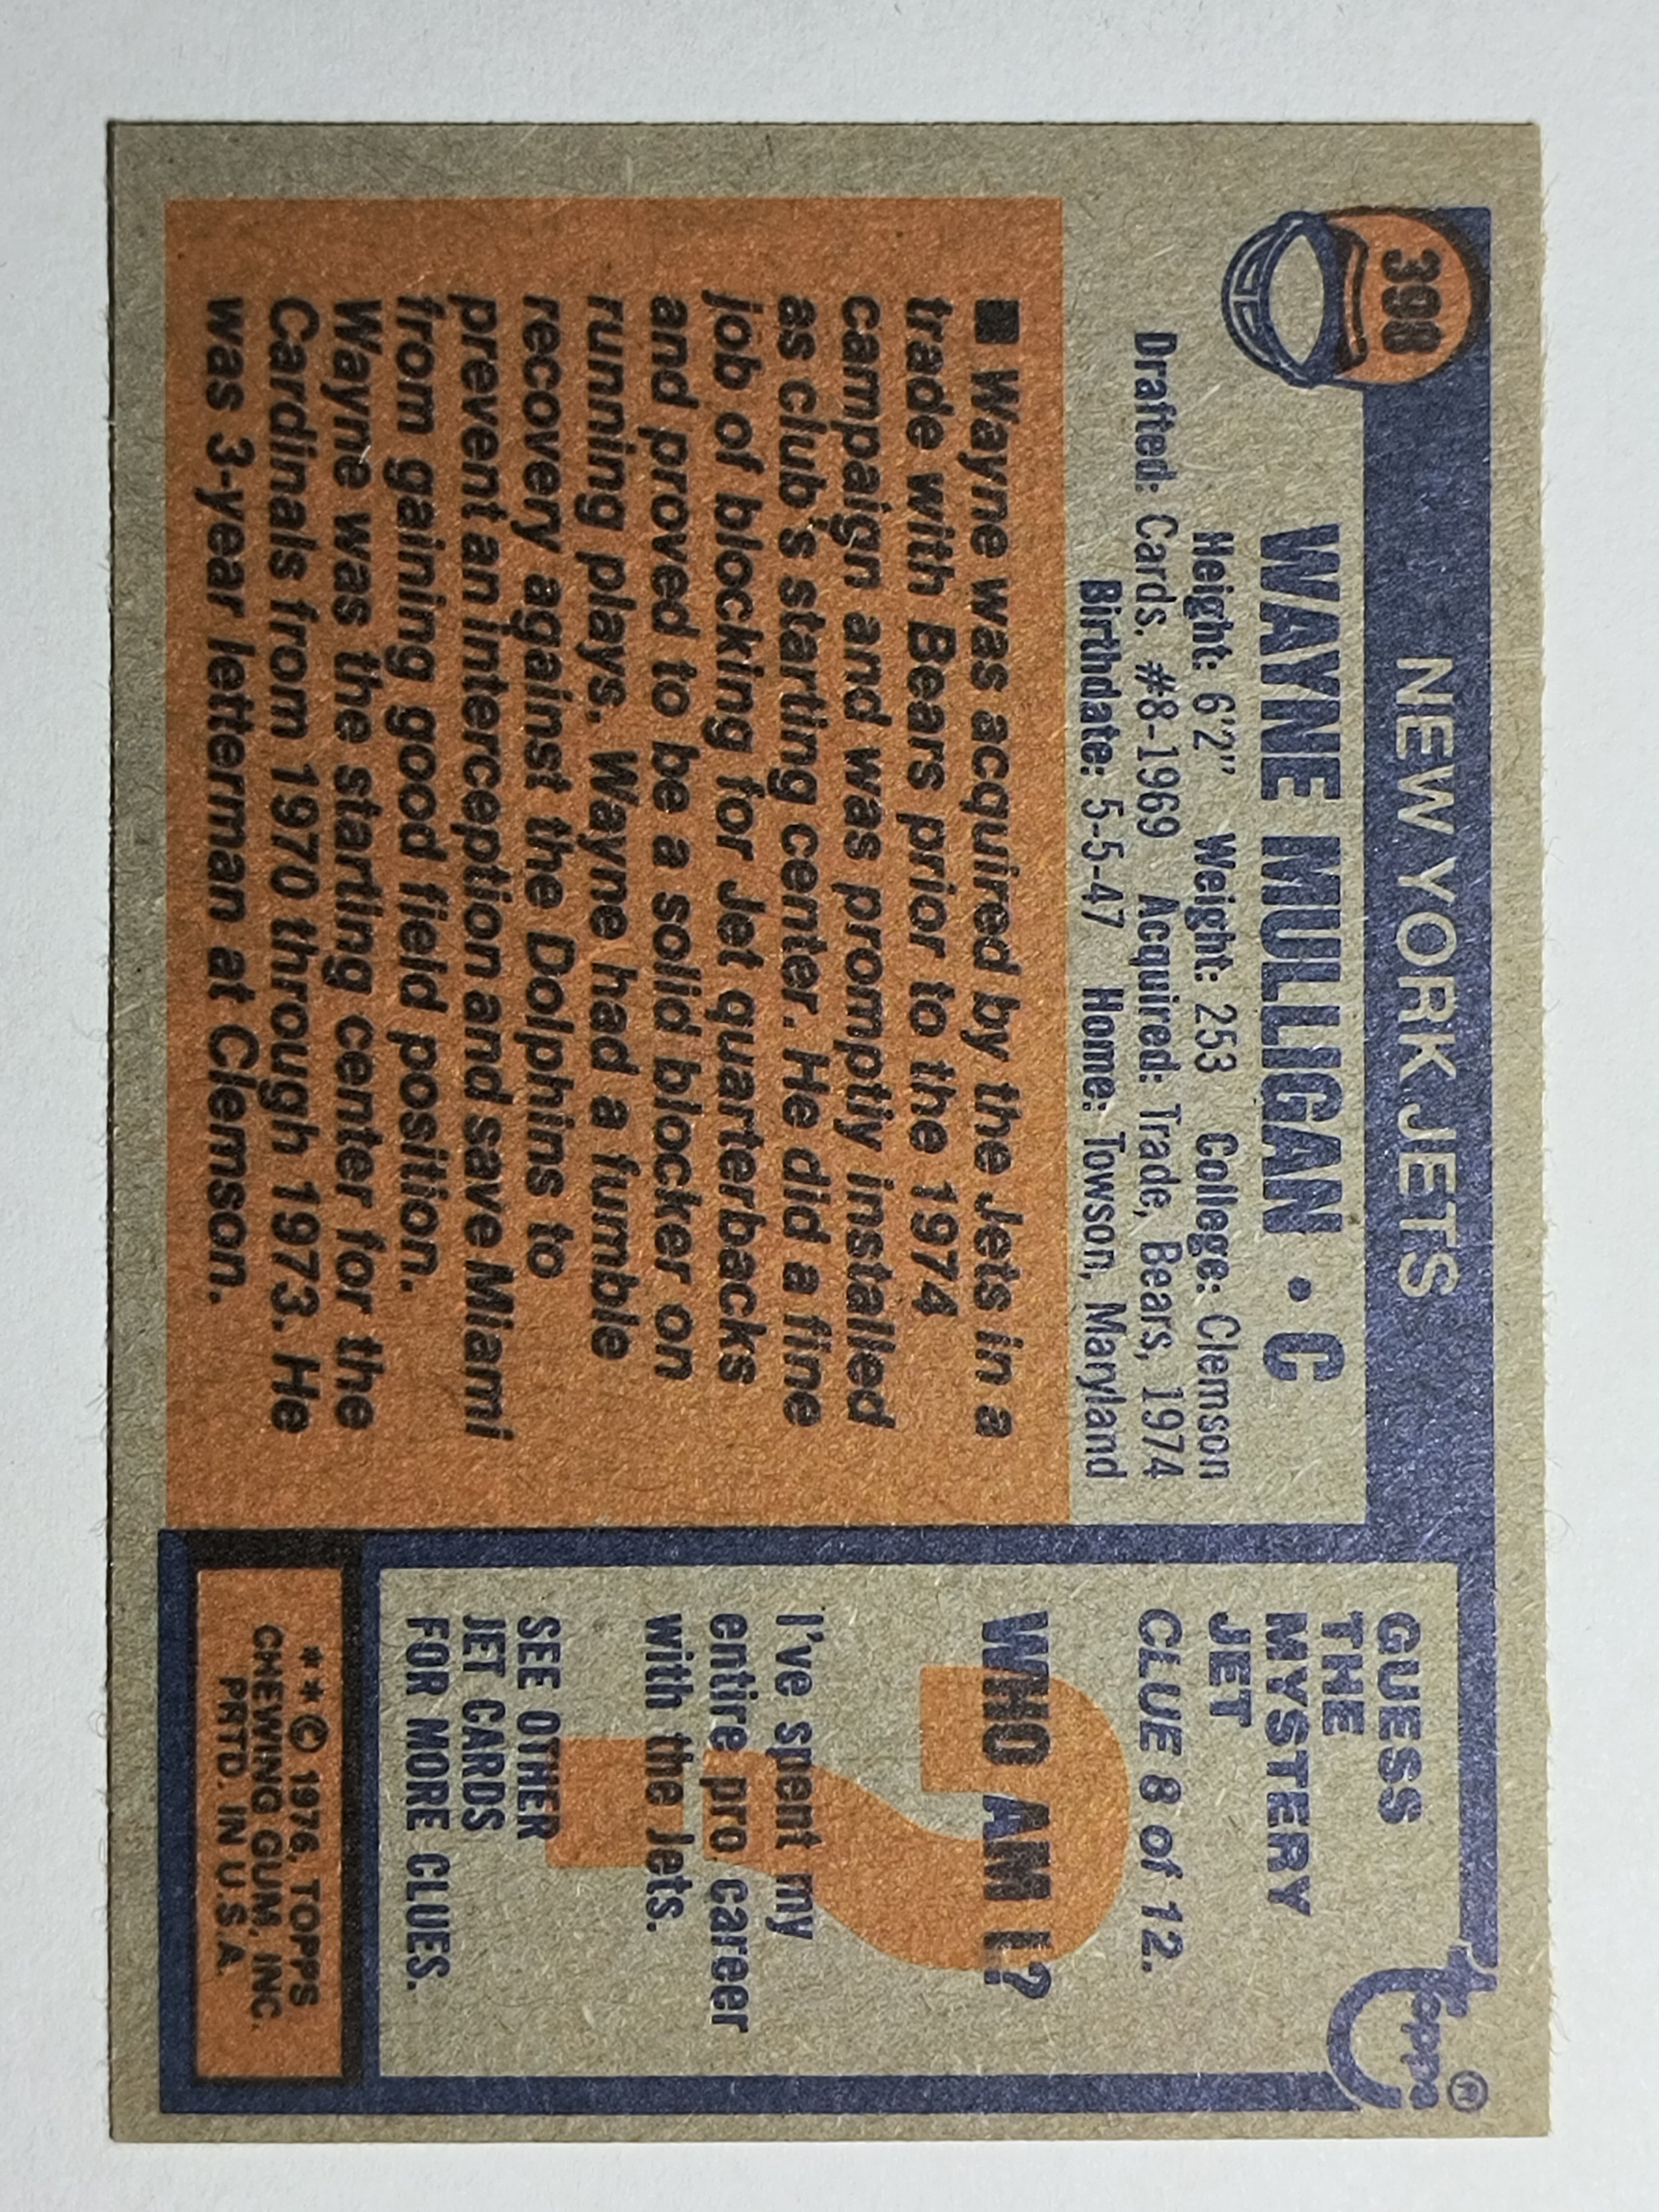 398
NEW YORK JETS
WAYNE MULLIGAN • C
Height: 6'2" Weight: 253 College: Clemson
Drafted: Cards. #8-1969 Acquired: Trade, Bears, 1974
Birthdate: 5-5-47 Home: Towson, Maryland
■ Wayne was acquired by the Jets in a
trade with Bears prior to the 1974
campaign and was promptly installed
as club's starting center. He did a fine
job of blocking for Jet quarterbacks
and proved to be a solid blocker on
running plays. Wayne had a fumble
recovery against the Dolphins to
prevent an interception and save Miami
from gaining good field position.
Wayne was the starting center for the
Cardinals from 1970 through 1973. He
was 3-year letterman at Clemson.
Topps ®
GUESS
THE
MYSTERY
JET
CLUE 8 of 12.
WHO AM I?
I've spent my
entire pro career
with the Jets.
SEE OTHER
JET CARDS
FOR MORE CLUES.
**© 1976, TOPPS
CHEWING GUM, INC.
PRTD. IN U.S.A.